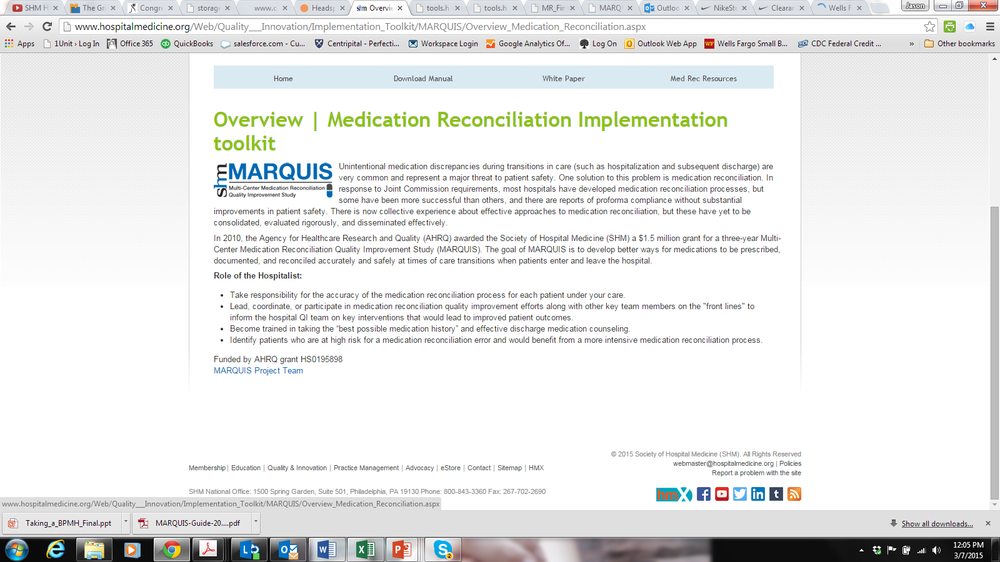 SHM H
The Gr
Congre
storage
www.c
Headsp
shm Overvie
tools.h
tools.h
MR_Fin
MARQ
Outloo
NikeSto
Clearan
Wells F
Jason
www.hospitalmedicine.org/Web/Quality___Innovation/Implementation_Toolkit/MARQUIS/Overview_Medication_Reconciliation.aspx
Apps
1Unit › Log In
Office 365
QuickBooks
salesforce.com - Cu...
Centripital - Perfecti...
Workspace Login
Google Analytics Of...
Log On
Outlook Web App
Wells Fargo Small B...
CDC Federal Credit ...
»
Other bookmarks
Home
Download Manual
White Paper
Med Rec Resources
Overview | Medication Reconciliation Implementation
toolkit
shm MARQUIS
Multi-Center Medication Reconciliation
Quality Improvement Study
Unintentional medication discrepancies during transitions in care (such as hospitalization and subsequent discharge) are
very common and represent a major threat to patient safety. One solution to this problem is medication reconciliation. In
response to Joint Commission requirements, most hospitals have developed medication reconciliation processes, but
some have been more successful than others, and there are reports of proforma compliance without substantial
improvements in patient safety. There is now collective experience about effective approaches to medication reconciliation, but these have yet to be
consolidated, evaluated rigorously, and disseminated effectively.
In 2010, the Agency for Healthcare Research and Quality (AHRQ) awarded the Society of Hospital Medicine (SHM) a $1.5 million grant for a three-year Multi-
Center Medication Reconciliation Quality Improvement Study (MARQUIS). The goal of MARQUIS is to develop better ways for medications to be prescribed,
documented, and reconciled accurately and safely at times of care transitions when patients enter and leave the hospital.
Role of the Hospitalist:
• Take responsibility for the accuracy of the medication reconciliation process for each patient under your care.
• Lead, coordinate, or participate in medication reconciliation quality improvement efforts along with other key team members on the "front lines" to
inform the hospital QI team on key interventions that would lead to improved patient outcomes.
• Become trained in taking the “best possible medication history” and effective discharge medication counseling.
• Identify patients who are at high risk for a medication reconciliation error and would benefit from a more intensive medication reconciliation process.
Funded by AHRQ grant HS0195898
MARQUIS Project Team
© 2015 Society of Hospital Medicine (SHM). All Rights Reserved
webmaster@hospitalmedicine.org | Policies
Report a problem with the site
Membership | Education | Quality & Innovation | Practice Management | Advocacy | eStore | Contact | Sitemap | HMX
SHM National Office: 1500 Spring Garden, Suite 501, Philadelphia, PA 19130 Phone: 800-843-3360 Fax: 267-702-2690
hmX
www.hospitalmedicine.org/Web/Quality___Innovation/Implementation_Toolkit/MARQUIS/Overview_Medication_Reconciliation.aspx
Taking_a_BPMH_Final.ppt
MARQUIS-Guide-20....pdf
Show all downloads...
12:05 PM
3/7/2015